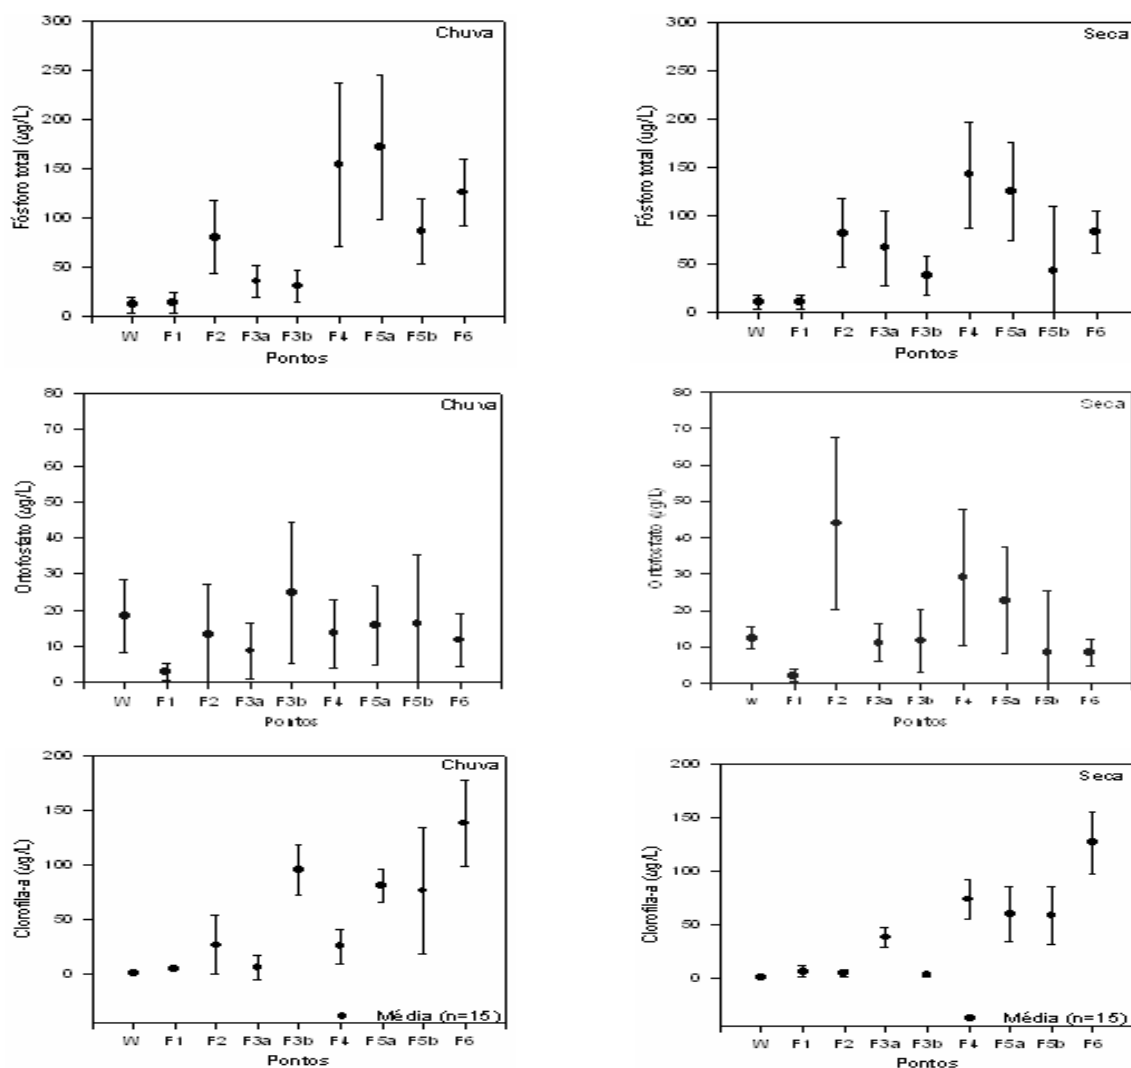 Chuva
Fósforo total (ug/L)
300
250
200
150
100
50
0
W F1 F2 F3a F3b F4 F5a F5b F6
Pontos
Seca
Fósforo total (ug/L)
300
250
200
150
100
50
0
W F1 F2 F3a F3b F4 F5a F5b F6
Pontos
Chuva
Ortofosfato (ug/L)
80
70
60
50
40
30
20
10
0
W F1 F2 F3a F3b F4 F5a F5b F6
Pontos
Seca
Ortofosfato (µg/L)
80
70
60
50
40
30
20
10
0
w F1 F2 F3a F3b F4 F5a F5b F6
Pontos
Chuva
Clorofila-a (ug/L)
200
150
100
50
0
Média (n=15)
W F1 F2 F3a F3b F4 F5a F5b F6
Pontos
Seca
Clorofila-a (ug/L)
200
150
100
50
0
Média (n=15)
W F1 F2 F3a F3b F4 F5a F5b F6
Pontos